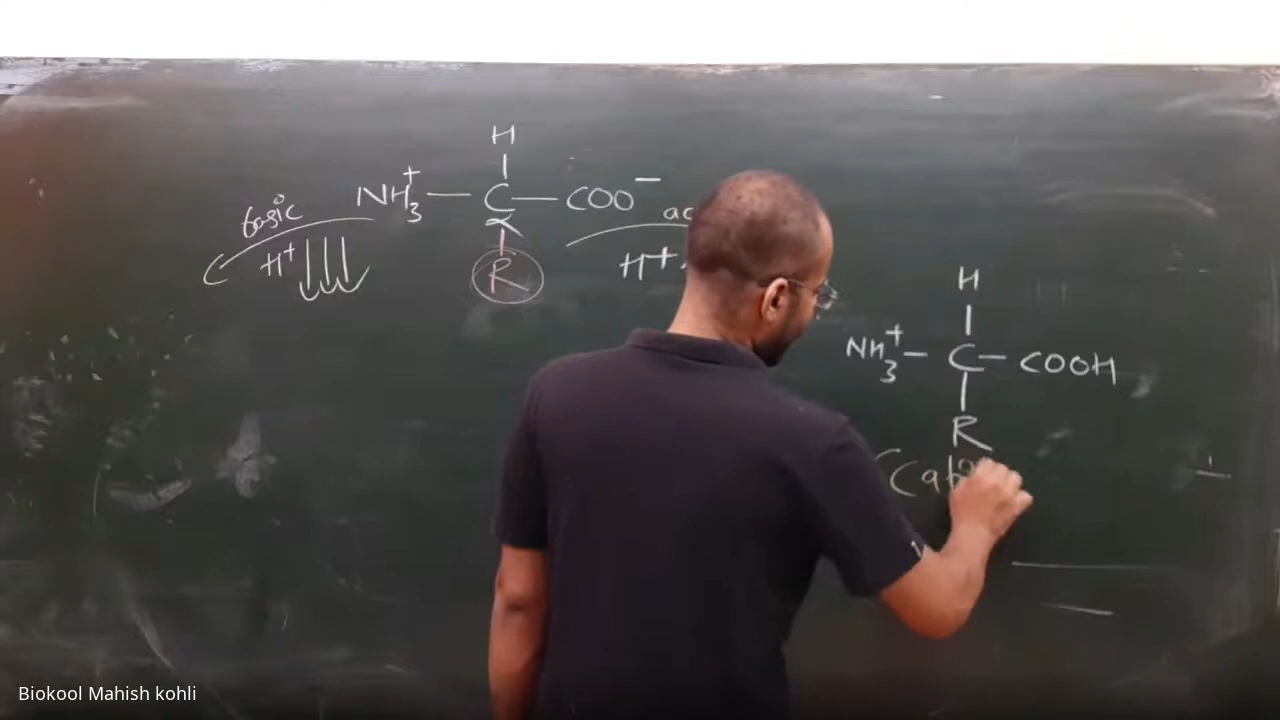 H
NH3+ — C — COO−
α
R
basic
H+
H+
H
NH3+ — C — COOH
R
Biokool Mahish kohli